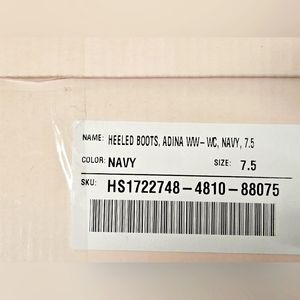 NAME: HEELED BOOTS, ADINA WW-WC, NAVY, 7.5
COLOR: NAVY SIZE: 7.5
SKU: HS1722748-4810-88075